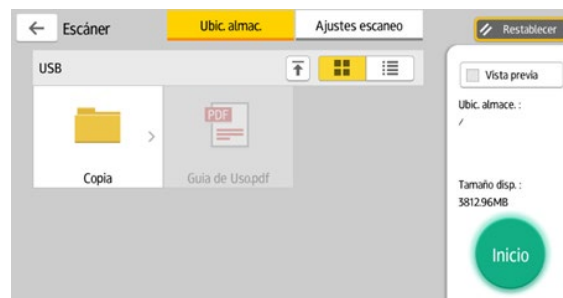 Escáner
Ubic. almac.
Ajustes escaneo
Restablecer
USB
Vista previa
Ubic. almace. :
/
PDF
Copia
Guia de Uso.pdf
Tamaño disp. :
3812.96MB
Inicio